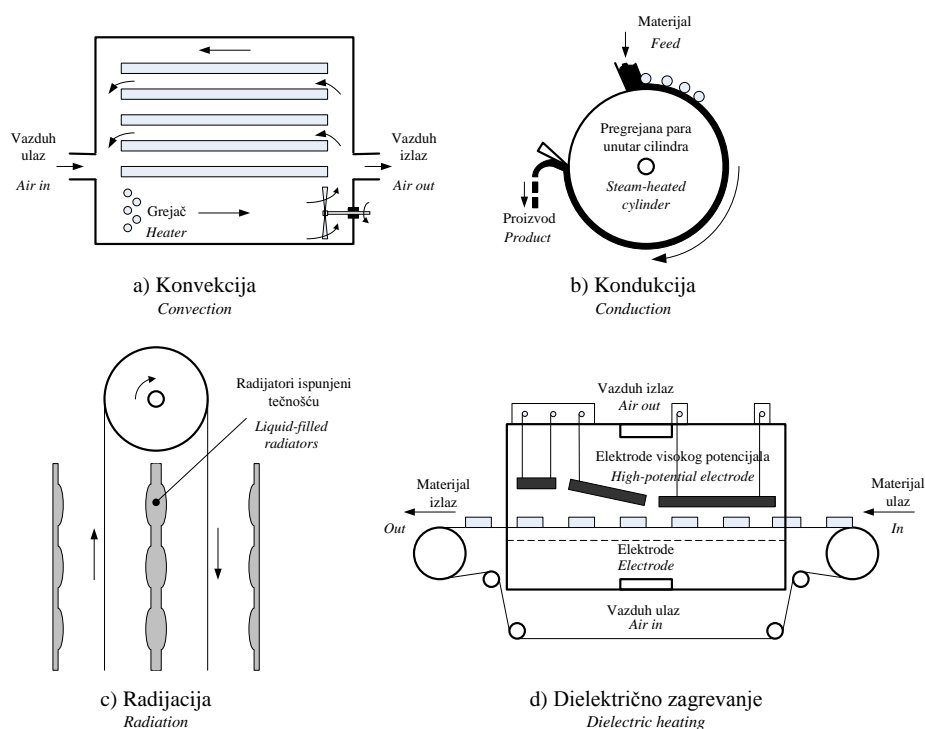 Vazduh
ulaz
Air in
Grejač
Heater
Vazduh
izlaz
Air out
a) Konvekcija
Convection
Materijal
Feed
Pregrejana para
unutar cilindra
Steam-heated
cylinder
Proizvod
Product
b) Kondukcija
Conduction
Radijatori ispunjeni
tečnošću
Liquid-filled
radiators
c) Radijacija
Radiation
Vazduh izlaz
Air out
Elektrode visokog potencijala
High-potential electrode
Materijal
izlaz
Out
Materijal
ulaz
In
Elektrode
Electrode
Vazduh ulaz
Air in
d) Dielektrično zagrevanje
Dielectric heating